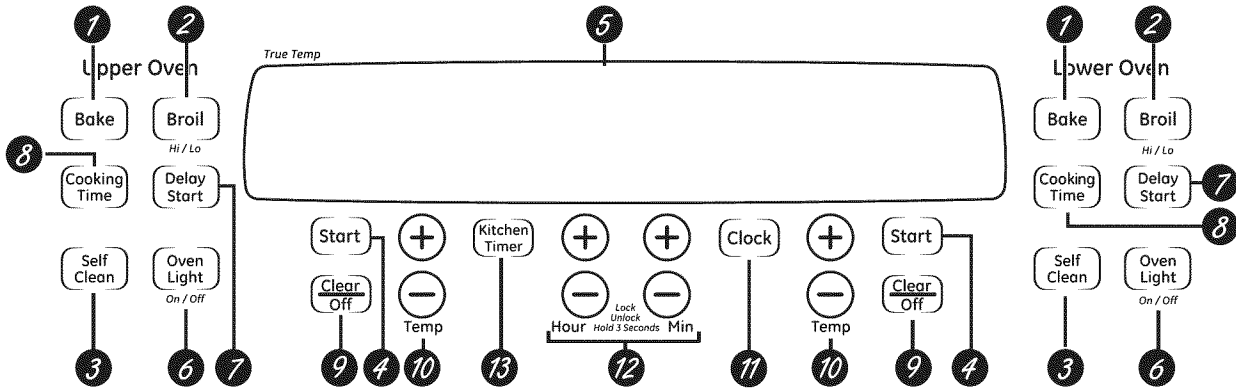 1
2
5
1
2
True Temp
Upper Oven
Lower Oven
Bake
Broil
Hi / Lo
Bake
Broil
Hi / Lo
8
Cooking
Time
Delay
Start
Cooking
Time
Delay
Start
7
8
Start
Kitchen
Timer
Clock
Start
Self
Clean
Oven
Light
On / Off
Clear
Off
Temp
Hour
Lock
Unlock
Hold 3 Seconds
Min
Temp
Clear
Off
Self
Clean
Oven
Light
On / Off
3
6
7
9
4
10
13
12
11
10
9
4
3
6